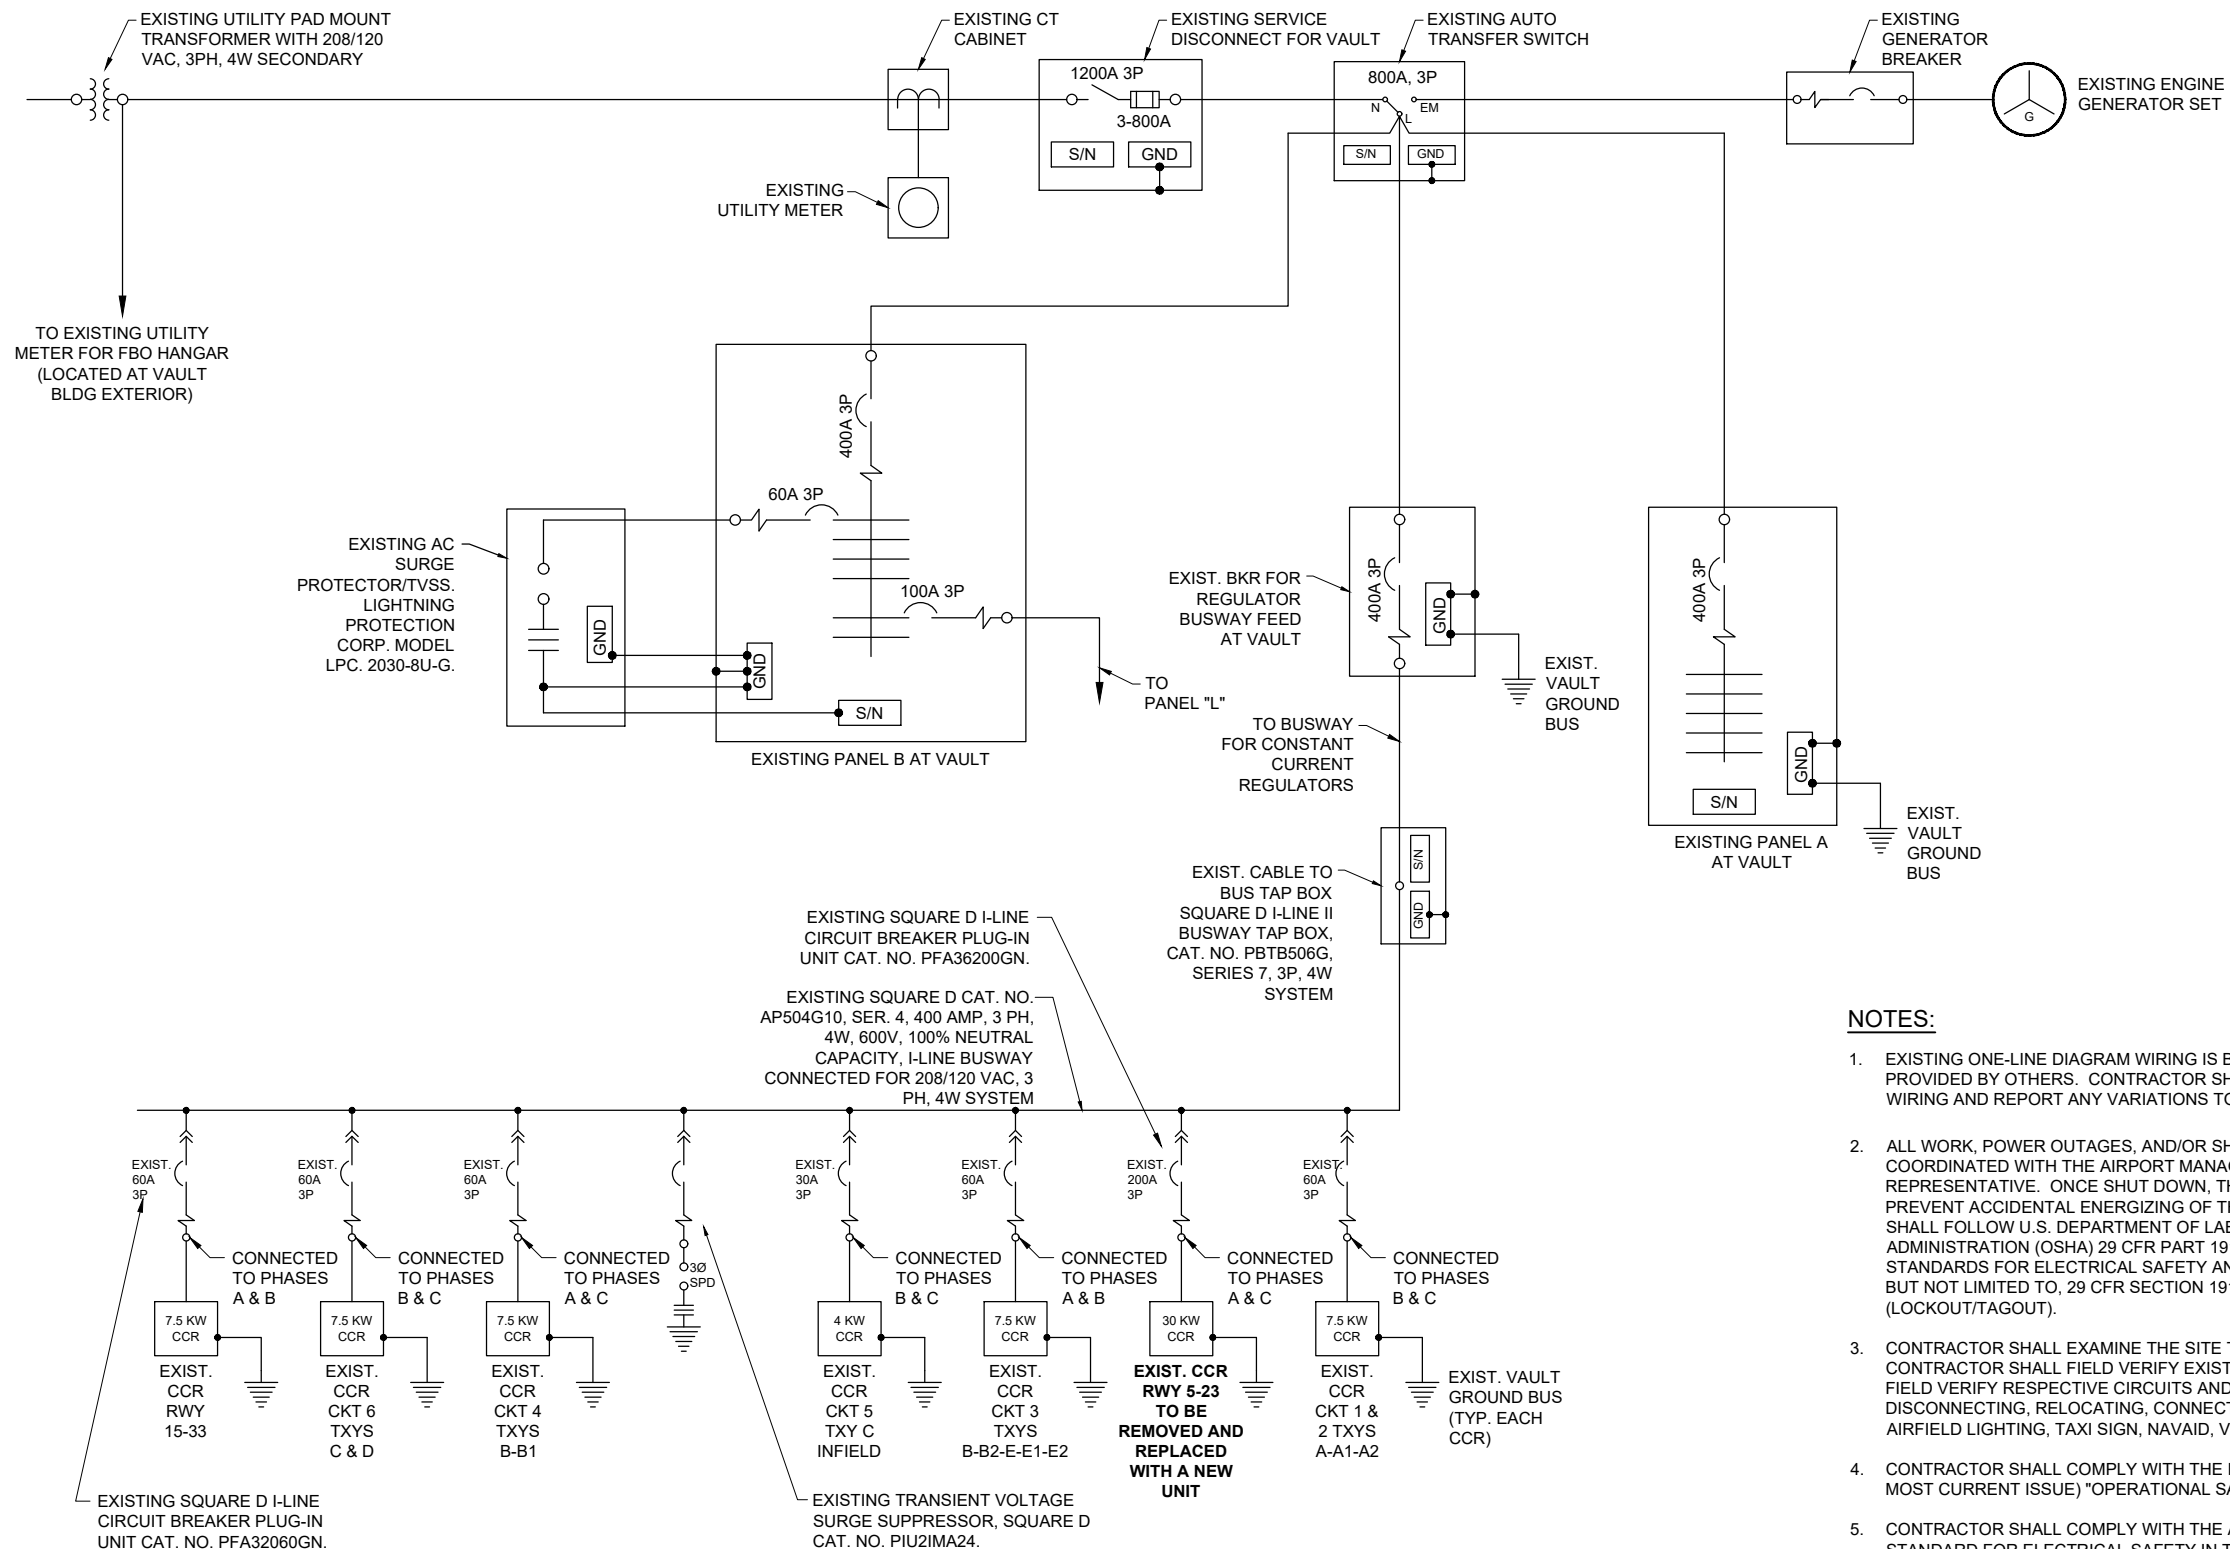 EXISTING UTILITY PAD MOUNT
TRANSFORMER WITH 208/120
VAC, 3PH, 4W SECONDARY
EXISTING CT
CABINET
EXISTING SERVICE
DISCONNECT FOR VAULT
EXISTING AUTO
TRANSFER SWITCH
EXISTING
GENERATOR
BREAKER
EXISTING ENGINE
GENERATOR SET
1200A 3P
3-800A
S/N
GND
800A, 3P
N
EM
L
S/N
GND
G
EXISTING
UTILITY METER
TO EXISTING UTILITY
METER FOR FBO HANGAR
(LOCATED AT VAULT
BLDG EXTERIOR)
400A 3P
60A 3P
100A 3P
GND
GND
S/N
EXISTING AC
SURGE
PROTECTOR/TVSS.
LIGHTNING
PROTECTION
CORP. MODEL
LPC. 2030-8U-G.
TO
PANEL "L"
EXISTING PANEL B AT VAULT
EXIST. BKR FOR
REGULATOR
BUSWAY FEED
AT VAULT
400A 3P
GND
EXIST.
VAULT
GROUND
BUS
TO BUSWAY
FOR CONSTANT
CURRENT
REGULATORS
400A 3P
GND
S/N
EXISTING PANEL A
AT VAULT
EXIST.
VAULT
GROUND
BUS
EXIST. CABLE TO
BUS TAP BOX
SQUARE D I-LINE II
BUSWAY TAP BOX,
CAT. NO. PBTB506G,
SERIES 7, 3P, 4W
SYSTEM
S/N
GND
EXISTING SQUARE D I-LINE
CIRCUIT BREAKER PLUG-IN
UNIT CAT. NO. PFA36200GN.
EXISTING SQUARE D CAT. NO.
AP504G10, SER. 4, 400 AMP, 3 PH,
4W, 600V, 100% NEUTRAL
CAPACITY, I-LINE BUSWAY
CONNECTED FOR 208/120 VAC, 3
PH, 4W SYSTEM
EXIST.
60A
3P
CONNECTED
TO PHASES
A & B
7.5 KW
CCR
EXIST.
CCR
RWY
15-33
EXIST.
60A
3P
CONNECTED
TO PHASES
B & C
7.5 KW
CCR
EXIST.
CCR
CKT 6
TXYS
C & D
EXIST.
60A
3P
CONNECTED
TO PHASES
A & C
7.5 KW
CCR
EXIST.
CCR
CKT 4
TXYS
B-B1
3Ø
SPD
EXIST.
30A
3P
CONNECTED
TO PHASES
B & C
4 KW
CCR
EXIST.
CCR
CKT 5
TXY C
INFIELD
EXIST.
60A
3P
CONNECTED
TO PHASES
A & B
7.5 KW
CCR
EXIST.
CCR
CKT 3
TXYS
B-B2-E-E1-E2
EXIST.
200A
3P
CONNECTED
TO PHASES
A & C
30 KW
CCR
EXIST. CCR
RWY 5-23
TO BE
REMOVED AND
REPLACED
WITH A NEW
UNIT
EXIST.
60A
3P
CONNECTED
TO PHASES
B & C
7.5 KW
CCR
EXIST.
CCR
CKT 1 &
2 TXYS
A-A1-A2
EXIST. VAULT
GROUND BUS
(TYP. EACH
CCR)
EXISTING SQUARE D I-LINE
CIRCUIT BREAKER PLUG-IN
UNIT CAT. NO. PFA32060GN.
EXISTING TRANSIENT VOLTAGE
SURGE SUPPRESSOR, SQUARE D
CAT. NO. PIU2IMA24.
NOTES:
1. EXISTING ONE-LINE DIAGRAM WIRING IS
PROVIDED BY OTHERS. CONTRACTOR
WIRING AND REPORT ANY VARIATIONS
2. ALL WORK, POWER OUTAGES, AND/OR
COORDINATED WITH THE AIRPORT
REPRESENTATIVE. ONCE SHUT DOWN,
PREVENT ACCIDENTAL ENERGIZING OF
SHALL FOLLOW U.S. DEPARTMENT OF
ADMINISTRATION (OSHA) 29 CFR PART
STANDARDS FOR ELECTRICAL SAFETY
BUT NOT LIMITED TO, 29 CFR SECTION
(LOCKOUT/TAGOUT).
3. CONTRACTOR SHALL EXAMINE THE SITE
CONTRACTOR SHALL FIELD VERIFY
FIELD VERIFY RESPECTIVE CIRCUITS
DISCONNECTING, RELOCATING,
AIRFIELD LIGHTING, TAXI SIGN, NAVAID,
4. CONTRACTOR SHALL COMPLY WITH THE
MOST CURRENT ISSUE) "OPERATIONAL
5. CONTRACTOR SHALL COMPLY WITH THE
STANDARD FOR ELECTRICAL SAFETY IN